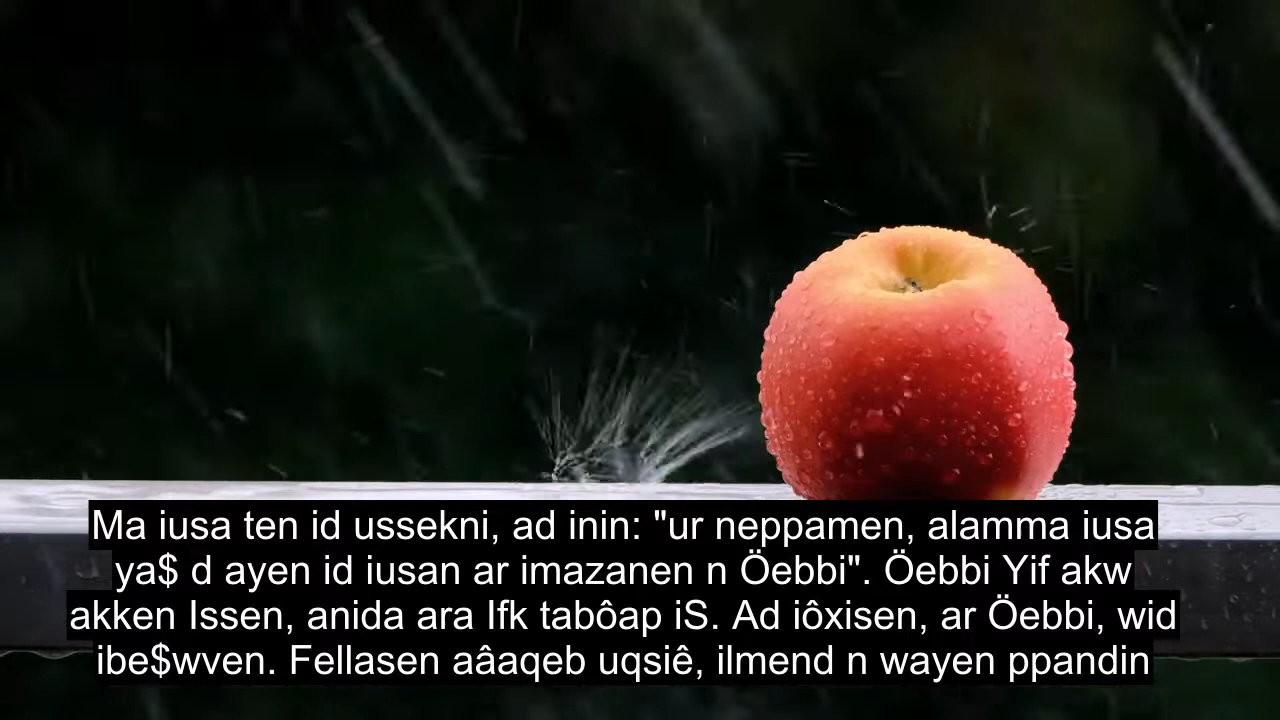 Ma iusa ten id ussekni, ad inin: "ur neppamen, alamma iusa
ya$ d ayen id iusan ar imazanen n Öebbi". Öebbi Yif akw
akken Issen, anida ara Ifk tabôap iS. Ad iôxisen, ar Öebbi, wid
ibe$wven. Fellasen aâaqeb uqsiê, ilmend n wayen ppandin